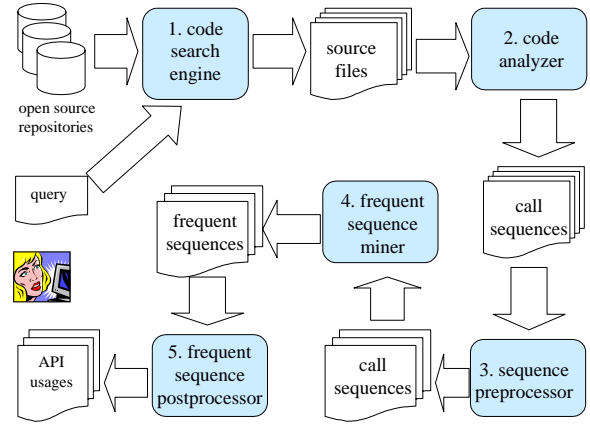 1. code
search
engine
source
files
2. code
analyzer
open source
repositories
query
frequent
sequences
4. frequent
sequence
miner
call
sequences
API
usages
5. frequent
sequence
postprocessor
call
sequences
3. sequence
preprocessor